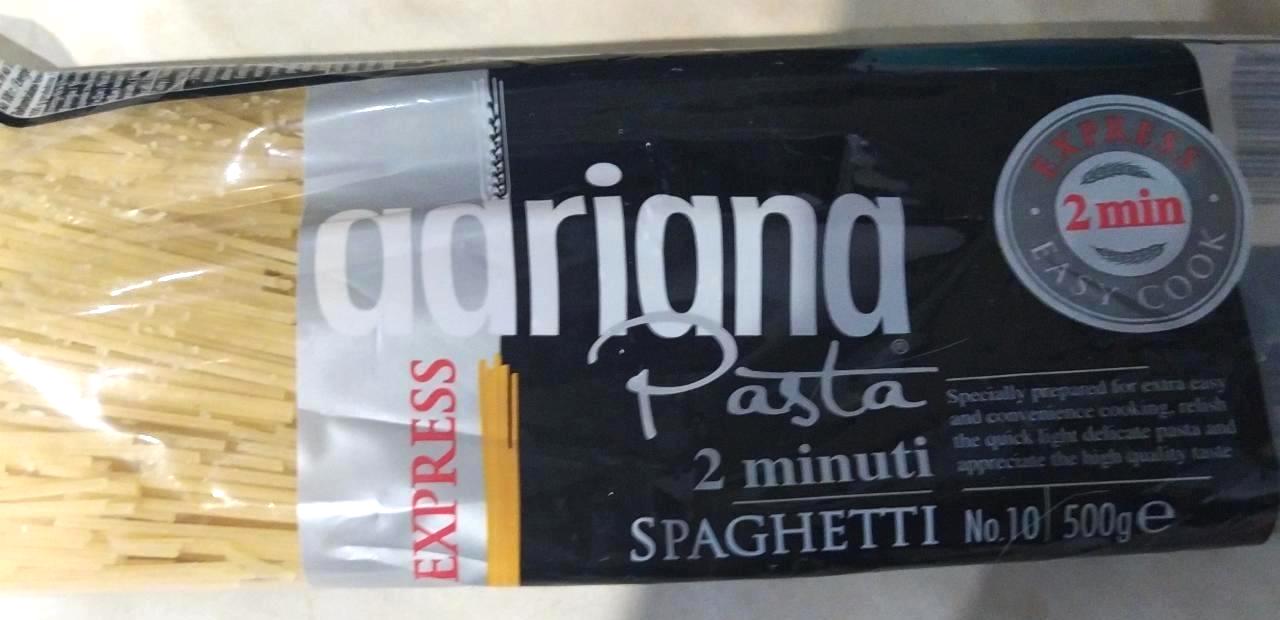 adriana
Pasta®
EXPRESS
2 minuti
SPAGHETTI No.10 500g e
EXPRESS
2 min
EASY COOK
Specially prepared for extra easy
and convenience cooking, relish
the quick light delicate pasta and
appreciate the high quality taste